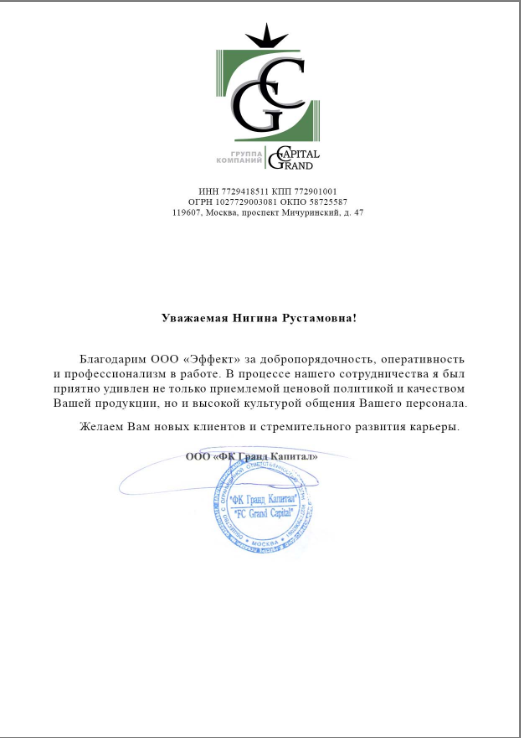 GC
ГРУППА
КОМПАНИЙ
CAPITAL
GRAND
ИНН 7729418511 КПП 772901001
ОГРН 1027729003081 ОКПО 58725587
119607, Москва, проспект Мичуринский, д. 47
Уважаемая Нигина Рустамовна!
Благодарим ООО «Эффект» за добропорядочность, оперативность
и профессионализм в работе. В процессе нашего сотрудничества я был
приятно удивлен не только приемлемой ценовой политикой и качеством
Вашей продукции, но и высокой культурой общения Вашего персонала.
Желаем Вам новых клиентов и стремительного развития карьеры.
ООО «ФК Гранд Капитал»
"ФК Гранд Капитал"
"FC Grand Capital"
МОСКВА